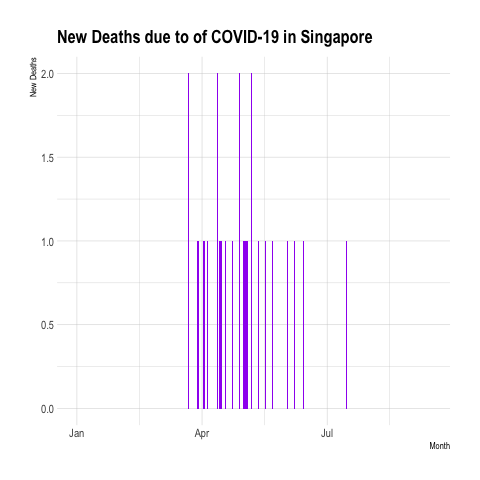 New Deaths due to of COVID-19 in Singapore
New Deaths
2.0
1.5
1.0
0.5
0.0
Jan
Apr
Jul
Month